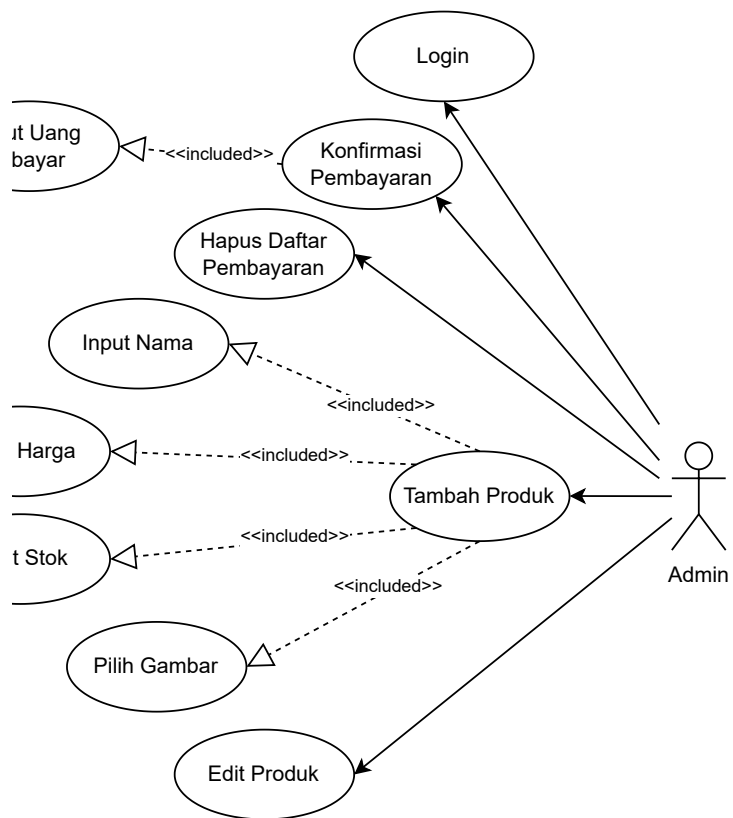 Login
ut Uang
bayar
<<included>>
Konfirmasi
Pembayaran
Hapus Daftar
Pembayaran
Input Nama
<<included>>
Harga
<<included>>
Tambah Produk
<<included>>
t Stok
<<included>>
Admin
Pilih Gambar
Edit Produk